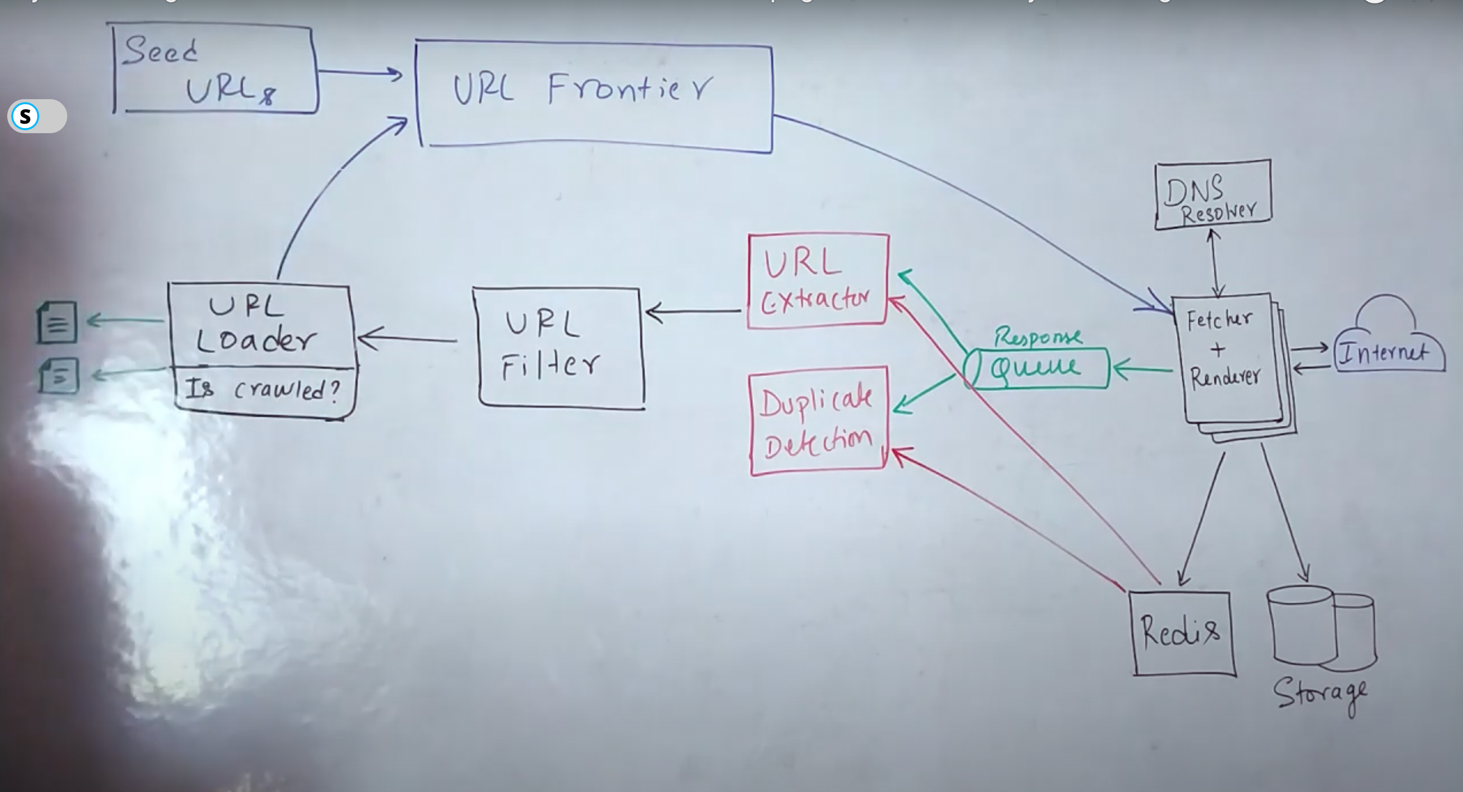 S
Seed
URLs
URL Frontier
DNS
Resolver
URL
Extractor
Response
Queue
Fetcher
+
Renderer
Internet
URL
Loader
Is crawled?
URL
Filter
Duplicate
Detection
Redis
Storage